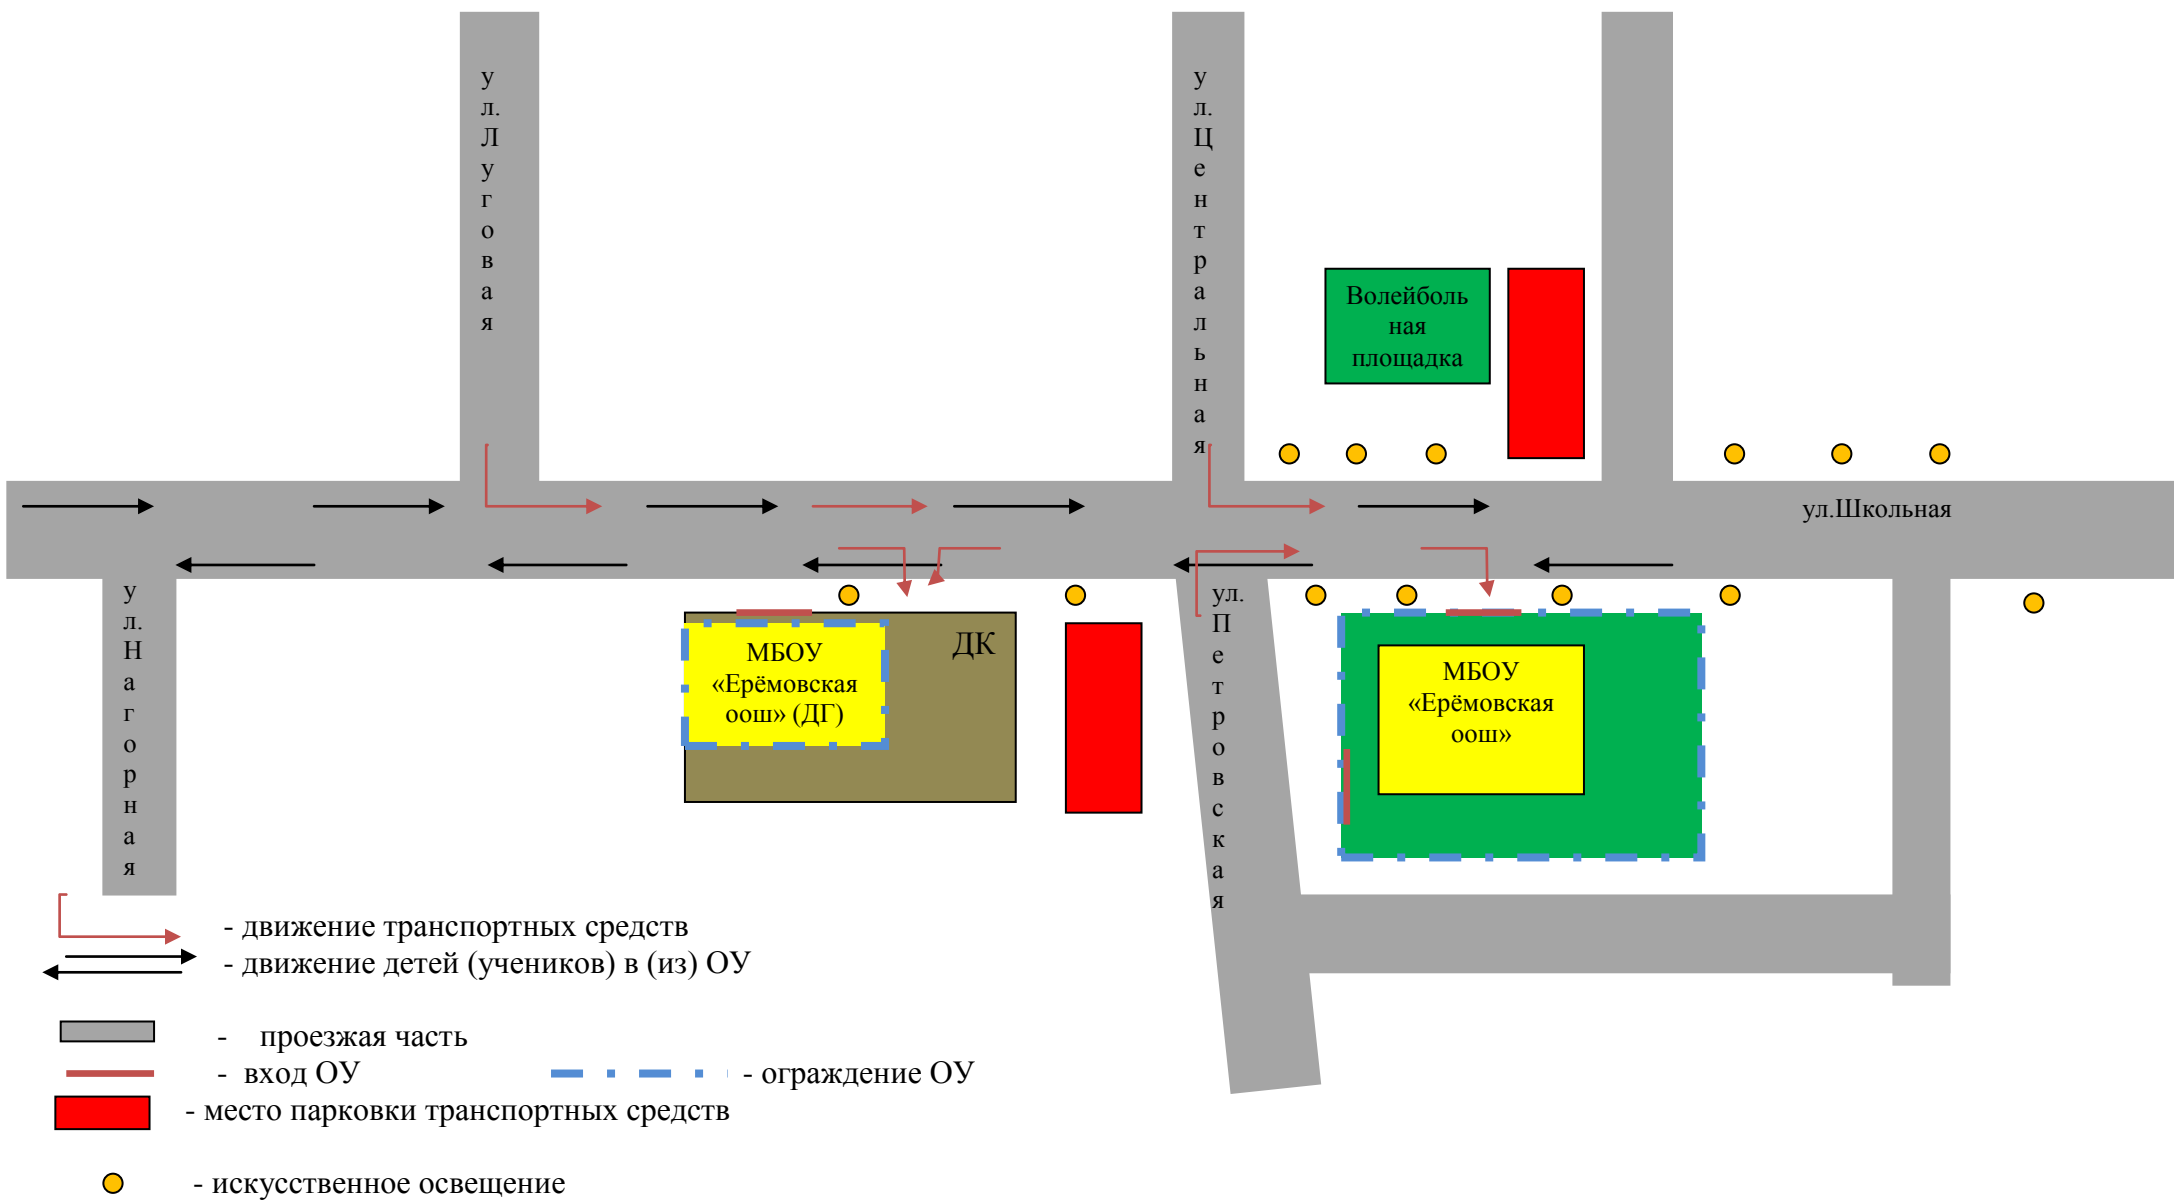 ул.Луговая
ул.Центральная
Волейболь
ная
площадка
ул.Школьная
ул.Нагорная
МБОУ
«Ерёмовская
оош» (ДГ)
ДК
ул.Петровская
МБОУ
«Ерёмовская
оош»
- движение транспортных средств
- движение детей (учеников) в (из) ОУ
- проезжая часть
- вход ОУ
- ограждение ОУ
- место парковки транспортных средств
- искусственное освещение